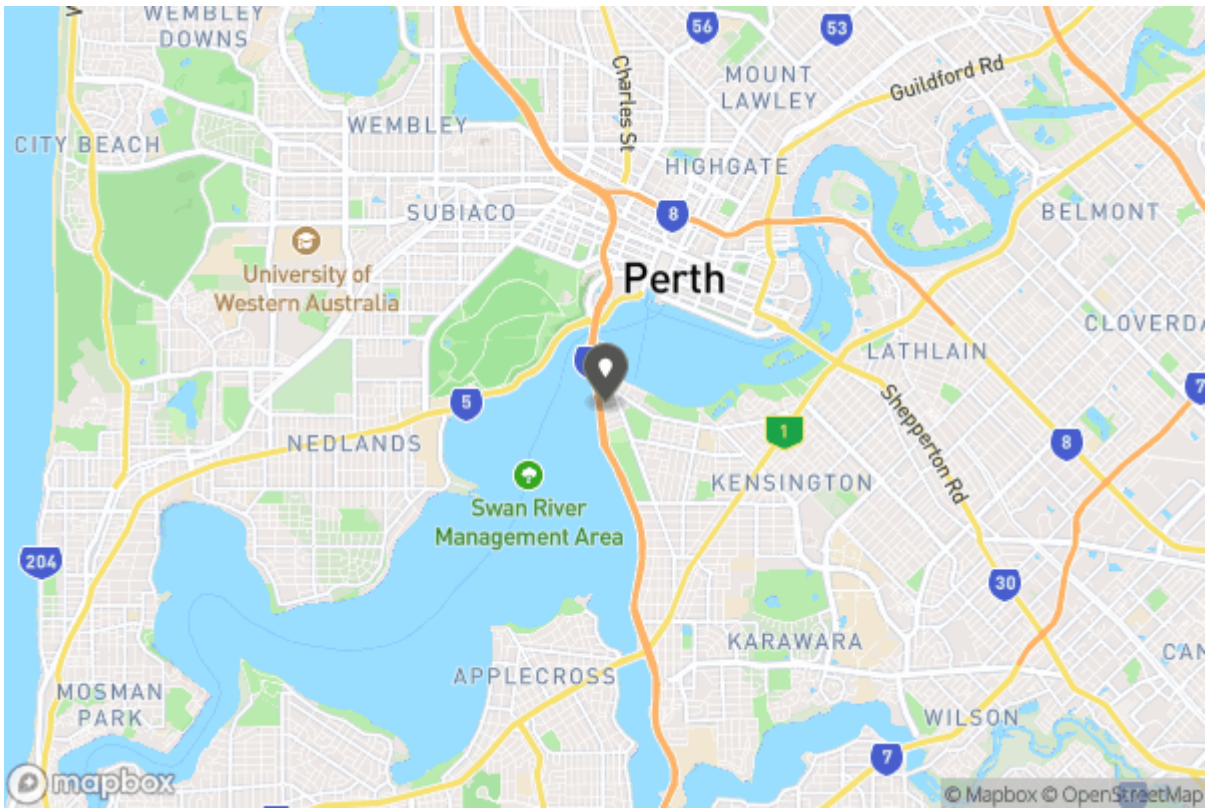 WEMBLEY
DOWNS
56
53
Charles St
MOUNT
LAWLEY
Guildford Rd
CITY BEACH
WEMBLEY
HIGHGATE
SUBIACO
8
BELMONT
University of
Western Australia
Perth
CLOVERDA
LATHLAIN
7
5
Shepperton Rd
1
8
NEDLANDS
KENSINGTON
Swan River
Management Area
204
30
KARAWARA
CAN
APPLECROSS
MOSMAN
PARK
WILSON
7
mapbox
© Mapbox © OpenStreetMap